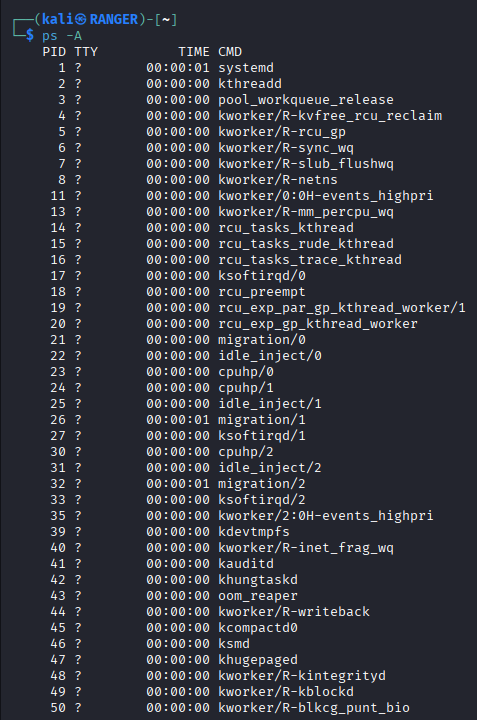 ┌──(kali㉿RANGER)-[~]
└─$ ps -A
PID TTY TIME CMD
1 ? 00:00:01 systemd
2 ? 00:00:00 kthreadd
3 ? 00:00:00 pool_workqueue_release
4 ? 00:00:00 kworker/R-kvfree_rcu_reclaim
5 ? 00:00:00 kworker/R-rcu_gp
6 ? 00:00:00 kworker/R-sync_wq
7 ? 00:00:00 kworker/R-slub_flushwq
8 ? 00:00:00 kworker/R-netns
11 ? 00:00:00 kworker/0:0H-events_highpri
13 ? 00:00:00 kworker/R-mm_percpu_wq
14 ? 00:00:00 rcu_tasks_kthread
15 ? 00:00:00 rcu_tasks_rude_kthread
16 ? 00:00:00 rcu_tasks_trace_kthread
17 ? 00:00:00 ksoftirqd/0
18 ? 00:00:00 rcu_preempt
19 ? 00:00:00 rcu_exp_par_gp_kthread_worker/1
20 ? 00:00:00 rcu_exp_gp_kthread_worker
21 ? 00:00:00 migration/0
22 ? 00:00:00 idle_inject/0
23 ? 00:00:00 cpuhp/0
24 ? 00:00:00 cpuhp/1
25 ? 00:00:00 idle_inject/1
26 ? 00:00:01 migration/1
27 ? 00:00:00 ksoftirqd/1
30 ? 00:00:00 cpuhp/2
31 ? 00:00:00 idle_inject/2
32 ? 00:00:01 migration/2
33 ? 00:00:00 ksoftirqd/2
35 ? 00:00:00 kworker/2:0H-events_highpri
39 ? 00:00:00 kdevtmpfs
40 ? 00:00:00 kworker/R-inet_frag_wq
41 ? 00:00:00 kauditd
42 ? 00:00:00 khungtaskd
43 ? 00:00:00 oom_reaper
44 ? 00:00:00 kworker/R-writeback
45 ? 00:00:00 kcompactd0
46 ? 00:00:00 ksmd
47 ? 00:00:00 khugepaged
48 ? 00:00:00 kworker/R-kintegrityd
49 ? 00:00:00 kworker/R-kblockd
50 ? 00:00:00 kworker/R-blkcg_punt_bio